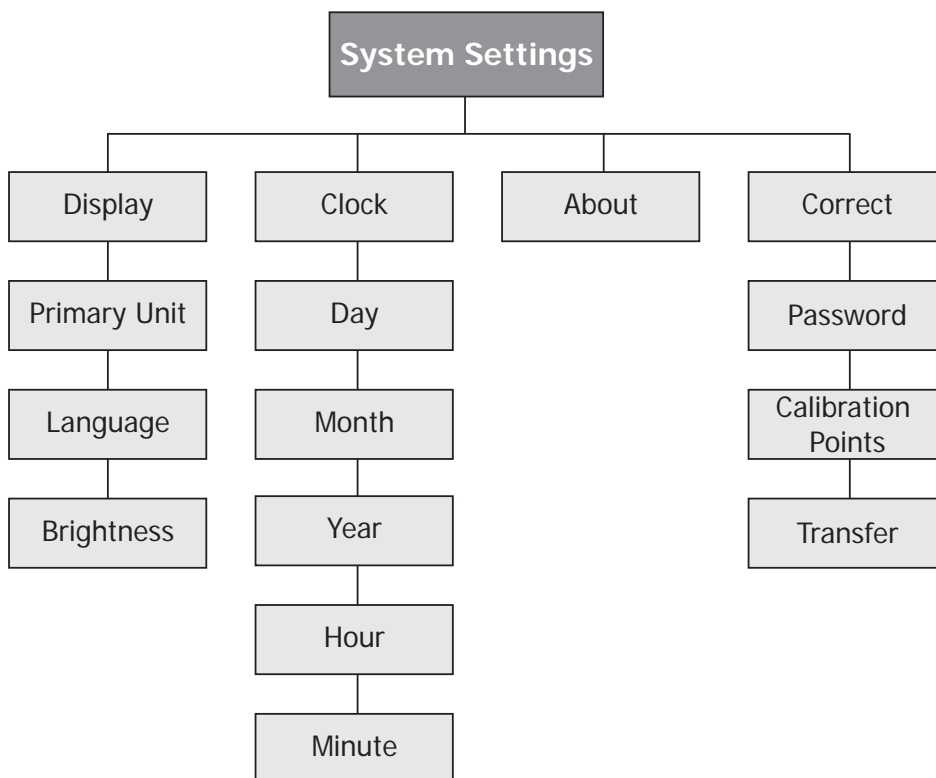 System Settings
Display
Clock
About
Correct
Primary Unit
Day
Password
Language
Month
Calibration
Points
Brightness
Year
Transfer
Hour
Minute